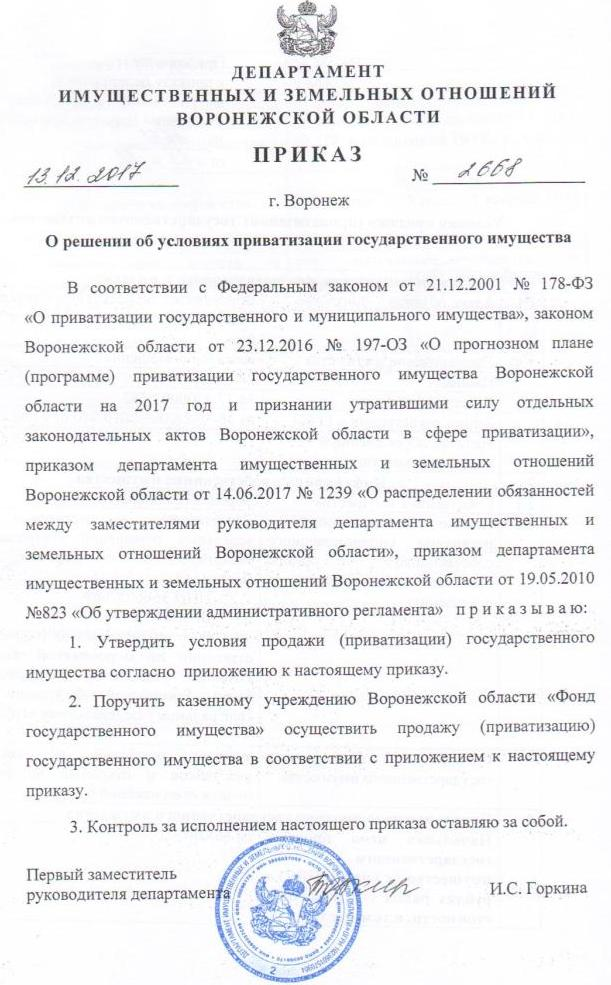 ДЕПАРТАМЕНТ
ИМУЩЕСТВЕННЫХ И ЗЕМЕЛЬНЫХ ОТНОШЕНИЙ
ВОРОНЕЖСКОЙ ОБЛАСТИ
ПРИКАЗ
13.12.2017 № 2668
г. Воронеж
О решении об условиях приватизации государственного имущества
В соответствии с Федеральным законом от 21.12.2001 № 178-ФЗ
«О приватизации государственного и муниципального имущества», законом
Воронежской области от 23.12.2016 № 197-ОЗ «О прогнозном плане
(программе) приватизации государственного имущества Воронежской
области на 2017 год и признании утратившими силу отдельных
законодательных актов Воронежской области в сфере приватизации»,
приказом департамента имущественных и земельных отношений
Воронежской области от 14.06.2017 № 1239 «О распределении обязанностей
между заместителями руководителя департамента имущественных и
земельных отношений Воронежской области», приказом департамента
имущественных и земельных отношений Воронежской области от 19.05.2010
№823 «Об утверждении административного регламента» п р и к а з ы в а ю:
1. Утвердить условия продажи (приватизации) государственного
имущества согласно приложению к настоящему приказу.
2. Поручить казенному учреждению Воронежской области «Фонд
государственного имущества» осуществить продажу (приватизацию)
государственного имущества в соответствии с приложением к настоящему
приказу.
3. Контроль за исполнением настоящего приказа оставляю за собой.
Первый заместитель
руководителя департамента И.С. Горкина
2